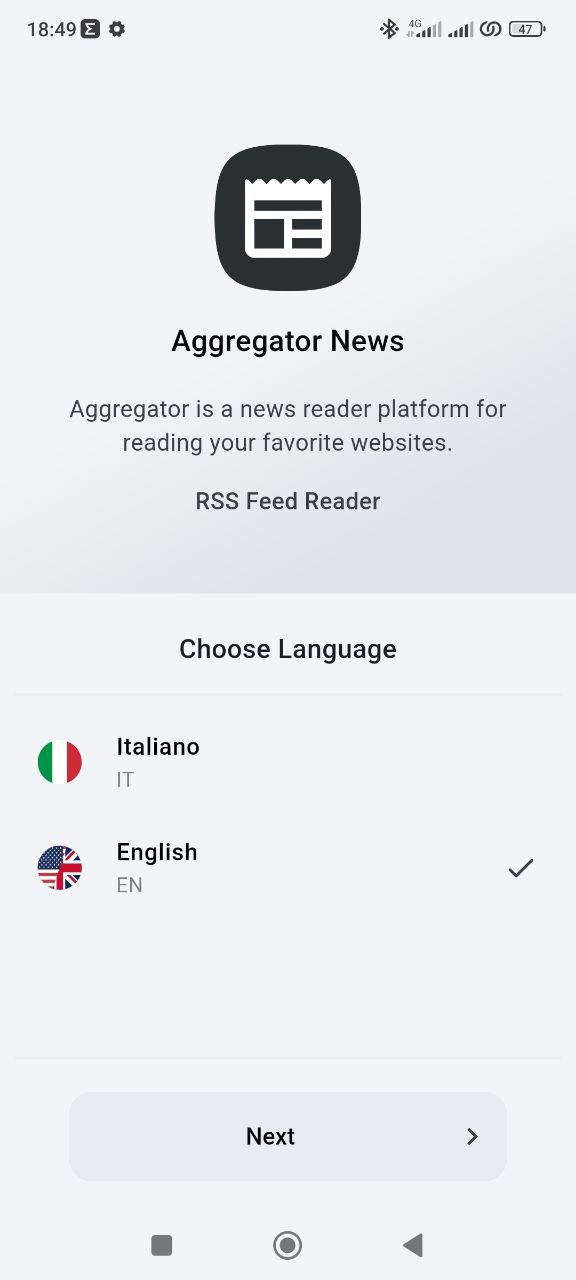 18:49
4G
47
Aggregator News
Aggregator is a news reader platform for
reading your favorite websites.
RSS Feed Reader
Choose Language
Italiano
IT
English
EN
Next